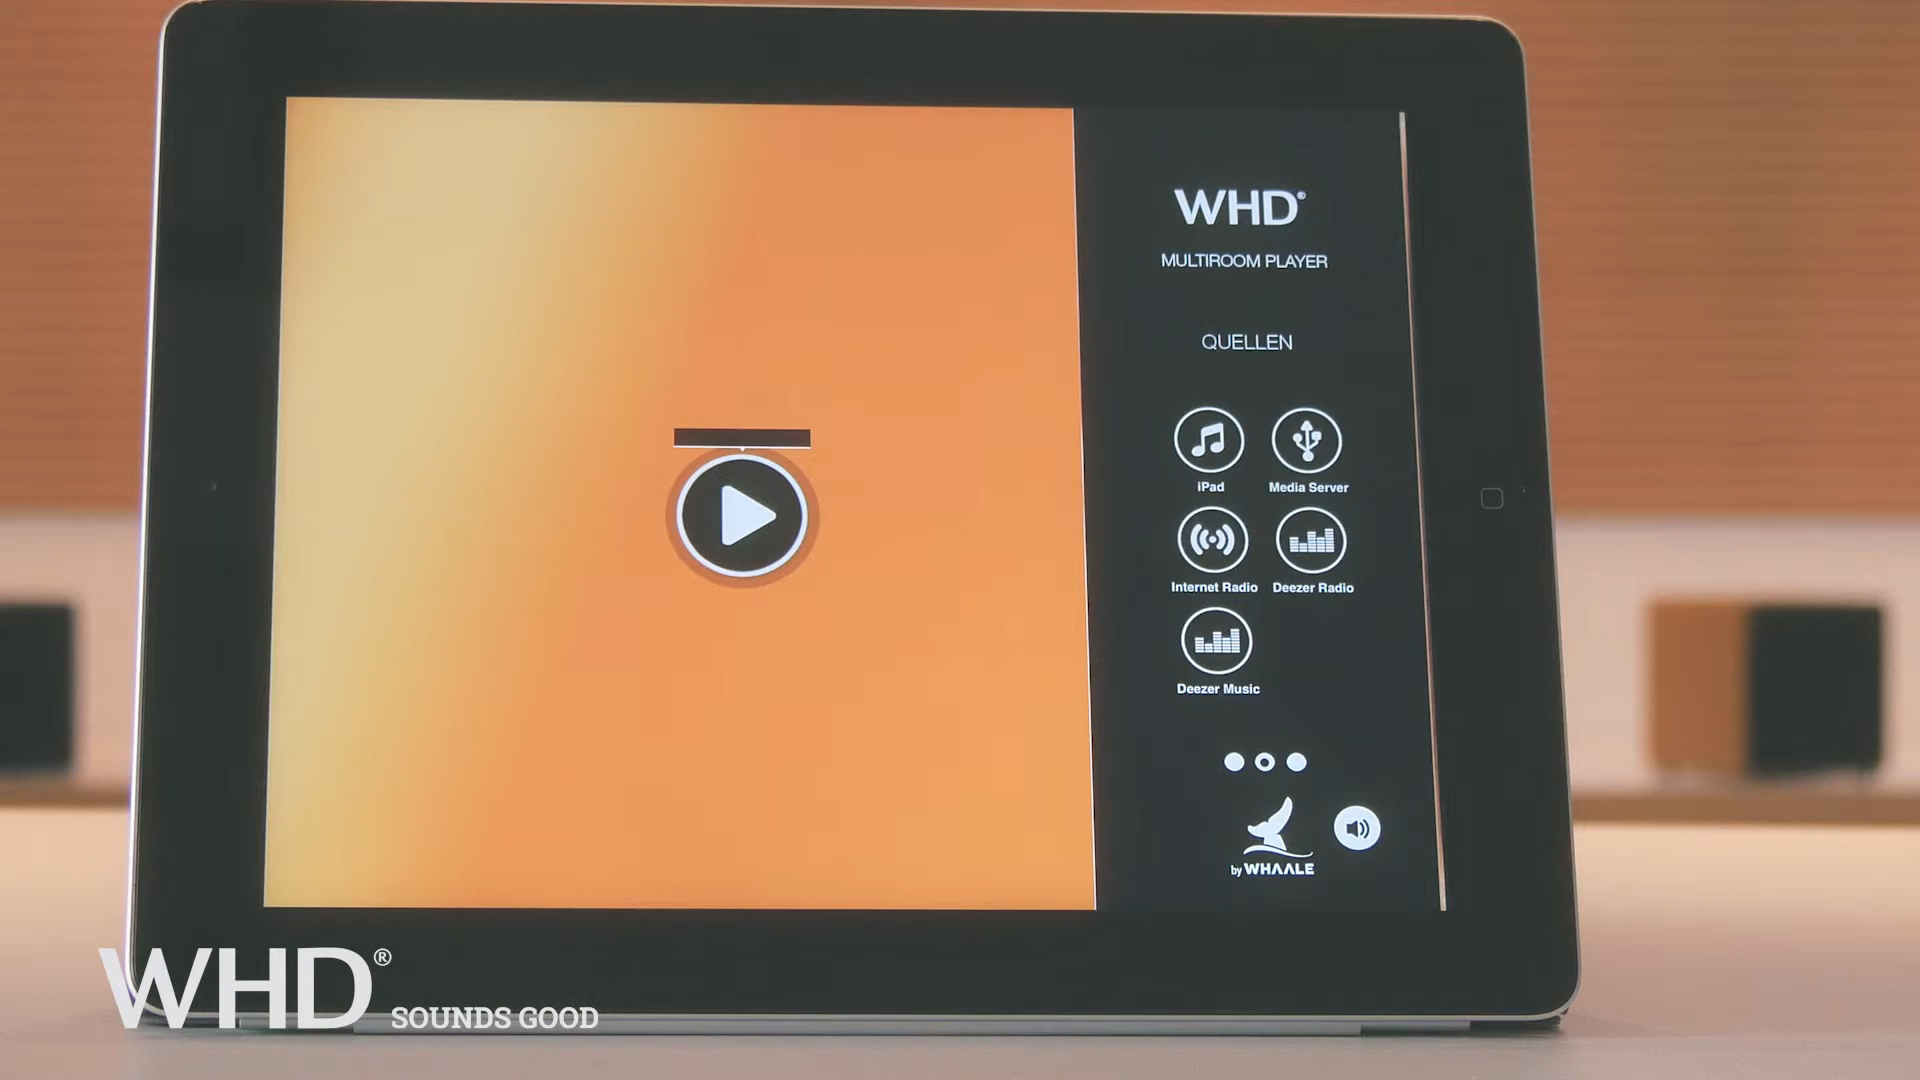 WHD®
MULTIROOM PLAYER
QUELLEN
iPad
Media Server
Internet Radio
Deezer Radio
Deezer Music
by WHAALE
WHD®
SOUNDS GOOD